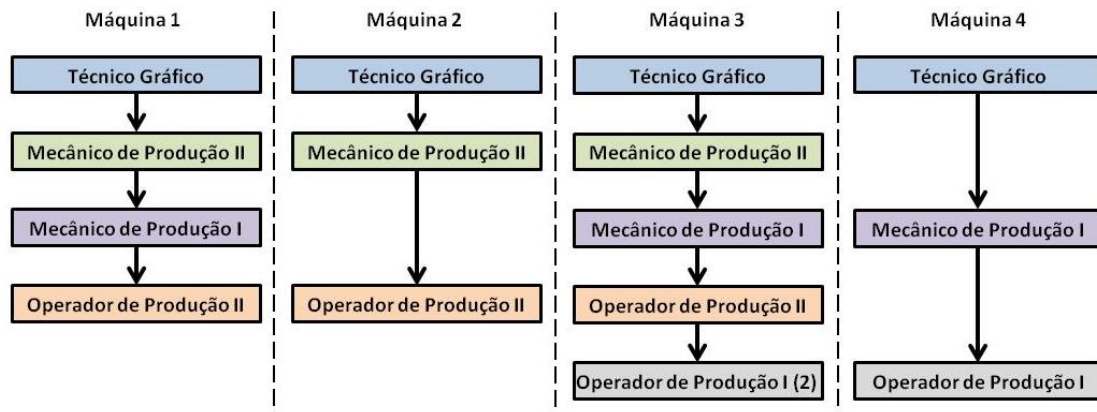 Máquina 1
Técnico Gráfico
Mecânico de Produção II
Mecânico de Produção I
Operador de Produção II
Máquina 2
Técnico Gráfico
Mecânico de Produção II
Operador de Produção II
Máquina 3
Técnico Gráfico
Mecânico de Produção II
Mecânico de Produção I
Operador de Produção II
Operador de Produção I (2)
Máquina 4
Técnico Gráfico
Mecânico de Produção I
Operador de Produção I